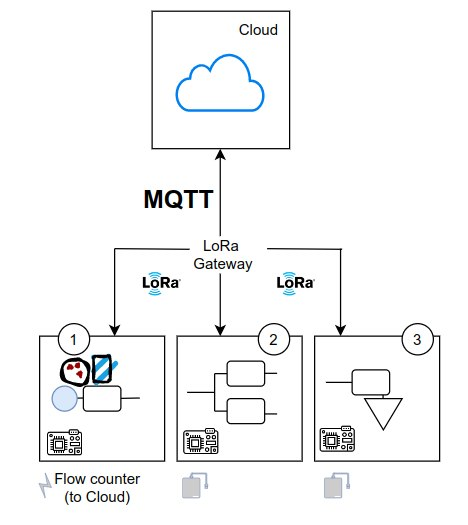 Cloud
MQTT
LoRa
Gateway
LoRa
LoRa
1
2
3
Flow counter
(to Cloud)